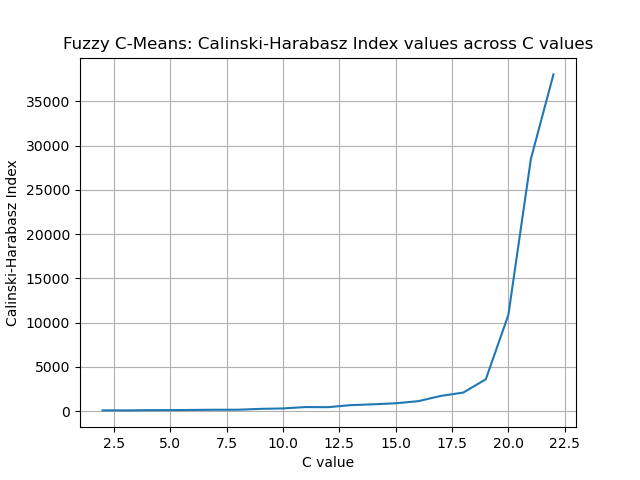 Fuzzy C-Means: Calinski-Harabasz Index values across C values
35000
30000
25000
20000
15000
10000
5000
0
Calinski-Harabasz Index
2.5 5.0 7.5 10.0 12.5 15.0 17.5 20.0 22.5
C value